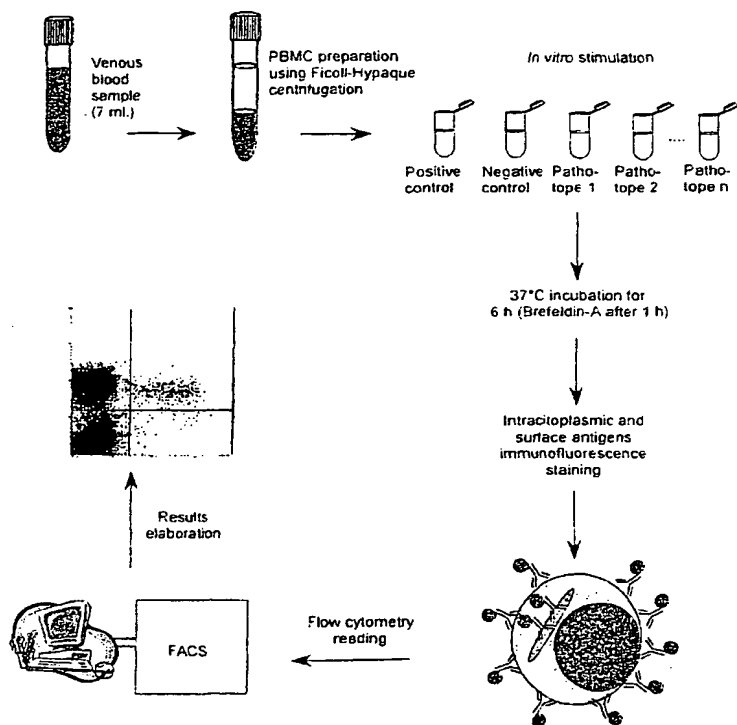 Venous
blood
sample
(7 ml.)
PBMC preparation
using Ficoll-Hypaque
centrifugation
In vitro stimulation
Positive
control
Negative
control
Patho-
tope 1
Patho-
tope 2
....
Patho-
tope n
37°C incubation for
6 h (Brefeldin-A after 1 h)
Intracitoplasmic and
surface antigens
immunofluorescence
staining
Flow cytometry
reading
FACS
Results
elaboration